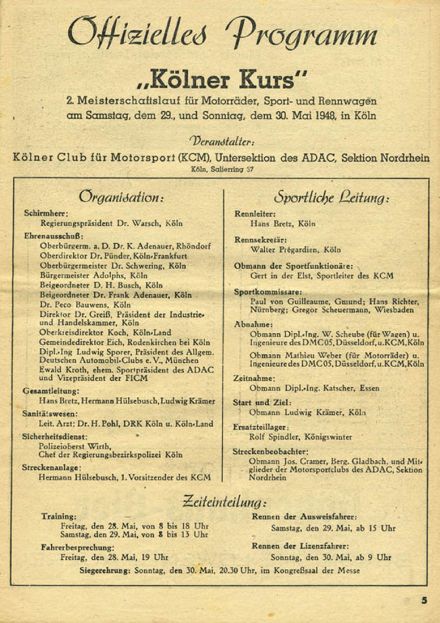 Offizielles Programm
„Kölner Kurs"
2. Meisterschaftslauf für Motorräder, Sport- und Rennwagen
am Samstag, dem 29., und Sonntag, dem 30. Mai 1948, in Köln
Veranstalter:
Kölner Club für Motorsport (KCM), Untersektion des ADAC, Sektion Nordrhein
Köln, Salierring 37
Organisation:
Schirmherr:
Regierungspräsident Dr. Warsch, Köln
Ehrenausschuß:
Oberbürgerm. a. D. Dr. K. Adenauer, Rhöndorf
Oberdirektor Dr. Pünder, Köln-Frankfurt
Oberbürgermeister Dr. Schwering, Köln
Bürgermeister Adolphs, Köln
Beigeordneter D. H. Busch, Köln
Beigeordneter Dr. Frank Adenauer, Köln
Dr. Peco Bauwens, Köln
Direktor Dr. Greiß, Präsident der Industrie-
und Handelskammer, Köln
Oberkreisdirektor Koch, Köln-Land
Gemeindedirektor Eich, Rodenkirchen bei Köln
Dipl.-Ing Ludwig Sporer, Präsident des Allgem.
Deutschen Automobil-Clubs e. V., München
Ewald Kroth, ehem. Sportpräsident des ADAC
und Vizepräsident der FICM
Gesamtleitung:
Hans Bretz, Hermann Hülsebusch, Ludwig Krämer
Sanitätswesen:
Leit. Arzt: Dr. H. Pohl, DRK Köln u. Köln-Land
Sicherheitsdienst:
Polizeioberst Wirth,
Chef der Regierungsbezirkspolizei Köln
Streckenanlage:
Hermann Hülsebusch, 1. Vorsitzender des KCM
Sportliche Leitung:
Rennleiter:
Hans Bretz, Köln
Rennsekretär:
Walter Prégardien, Köln
Obmann der Sportfunktionäre:
Gert in der Elst, Sportleiter des KCM
Sportkommissare:
Paul von Guilleaume, Gmund; Hans Richter,
Nürnberg; Gregor Scheuermann, Wiesbaden
Abnahme:
Obmann Dipl.-Ing. W. Scheube (für Wagen) u.
Ingenieure des DMC05, Düsseldorf, u.KCM, Köln
Obmann Mathieu Weber (für Motorräder) u.
Ingenieure des DMC05, Düsseldorf, u.KCM, Köln
Zeitnahme:
Obmann Dipl.-Ing. Katscher, Essen
Start und Ziel:
Obmann Ludwig Krämer, Köln
Ersatzteillager:
Rolf Spindler, Königswinter
Streckenbeobachter:
Obmann Jos. Cramer, Berg. Gladbach, und Mit-
glieder der Motorsportclubs des ADAC, Sektion
Nordrhein
Zeiteinteilung:
Training:
Freitag, den 28. Mai, von 8 bis 18 Uhr
Samstag, den 29. Mai, von 8 bis 13 Uhr
Fahrerbesprechung:
Freitag, den 28. Mai, 19 Uhr
Rennen der Ausweisfahrer:
Samstag, den 29. Mai, ab 15 Uhr
Rennen der Lizenzfahrer:
Sonntag, den 30. Mai, ab 9 Uhr
Siegerehrung: Sonntag, den 30. Mai, 20.30 Uhr, im Kongreßsaal der Messe
5